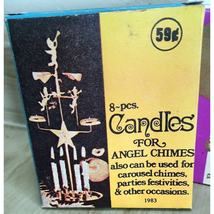 59¢
8-pcs.
Candles
FOR
ANGEL CHIMES
also can be used for
carousel chimes,
parties festivities,
& other occasions.
1983